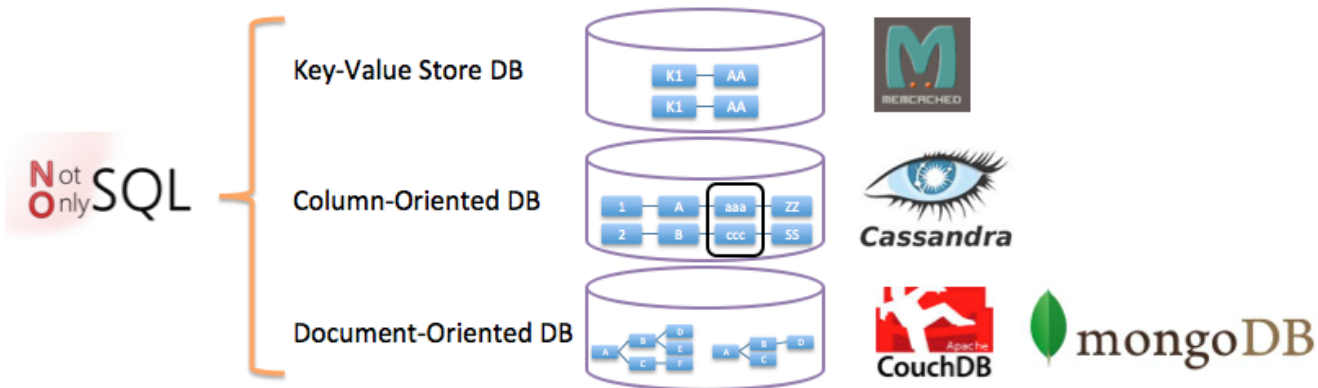 Not Only SQL
Key-Value Store DB
K1 AA
K1 AA
MEMCACHED
Column-Oriented DB
1 A aaa ZZ
2 B ccc SS
Cassandra
Document-Oriented DB
A B C D E F
A B C D
Apache
CouchDB
mongoDB